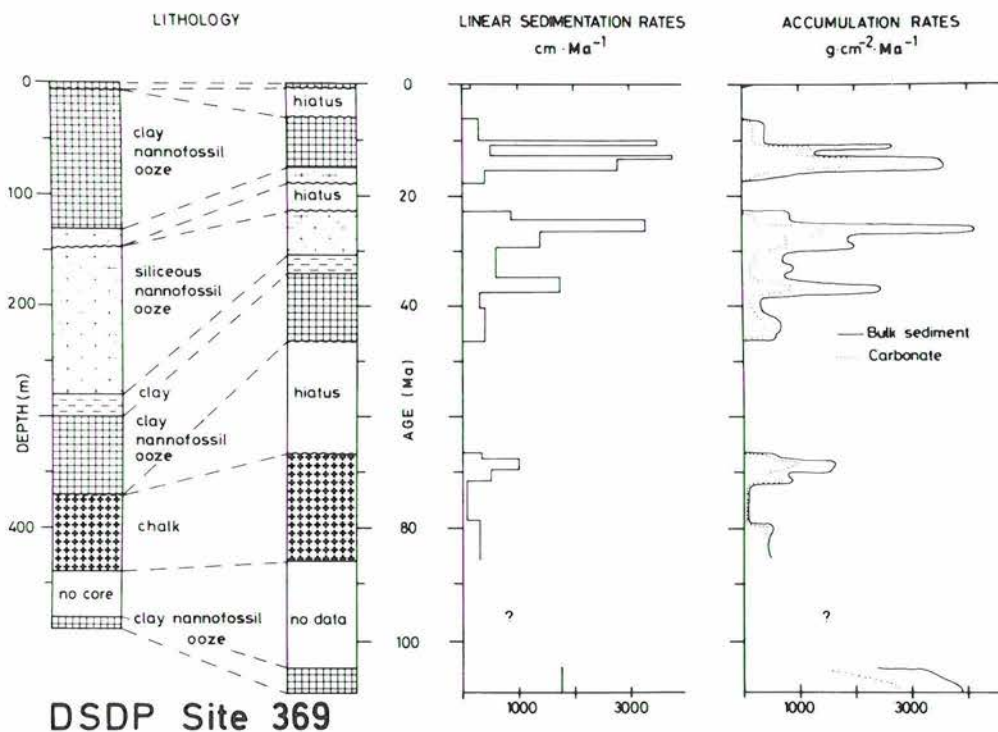 LITHOLOGY
LINEAR SEDIMENTATION RATES
cm · Ma⁻¹
ACCUMULATION RATES
g·cm⁻²·Ma⁻¹
DEPTH (m)
0
100
200
400
clay
nannofossil
ooze
siliceous
nannofossil
ooze
clay
clay
nannofossil
ooze
chalk
no core
clay nannofossil
ooze
hiatus
hiatus
hiatus
no data
AGE (Ma)
0
20
40
80
100
?
1000
3000
Bulk sediment
Carbonate
?
1000
3000
DSDP Site 369